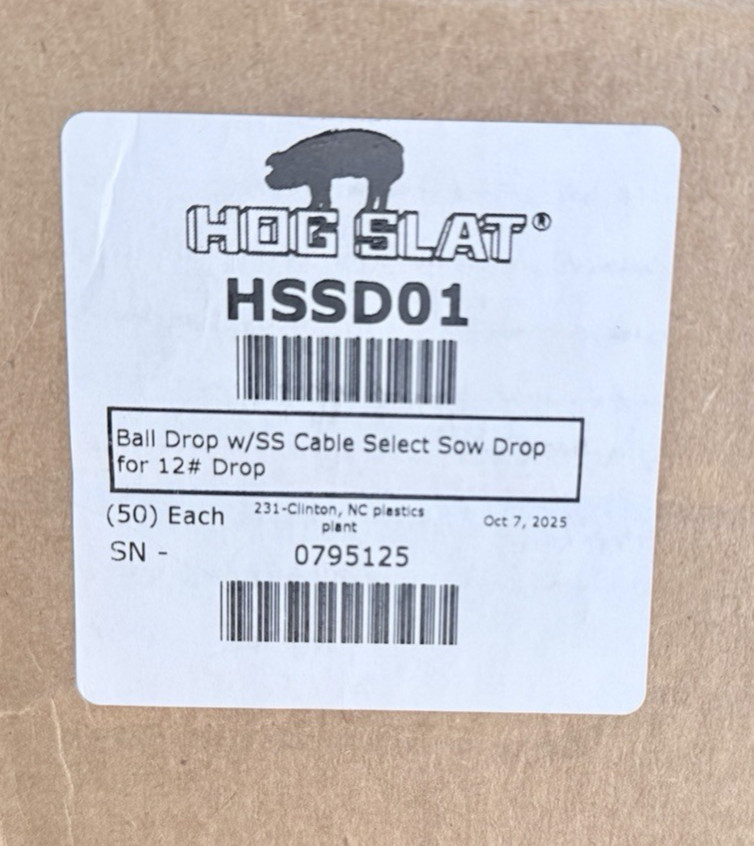 HOG SLAT®
HSSD01
Ball Drop w/SS Cable Select Sow Drop
for 12# Drop
(50) Each
231-Clinton, NC plastics
plant
Oct 7, 2025
SN - 0795125